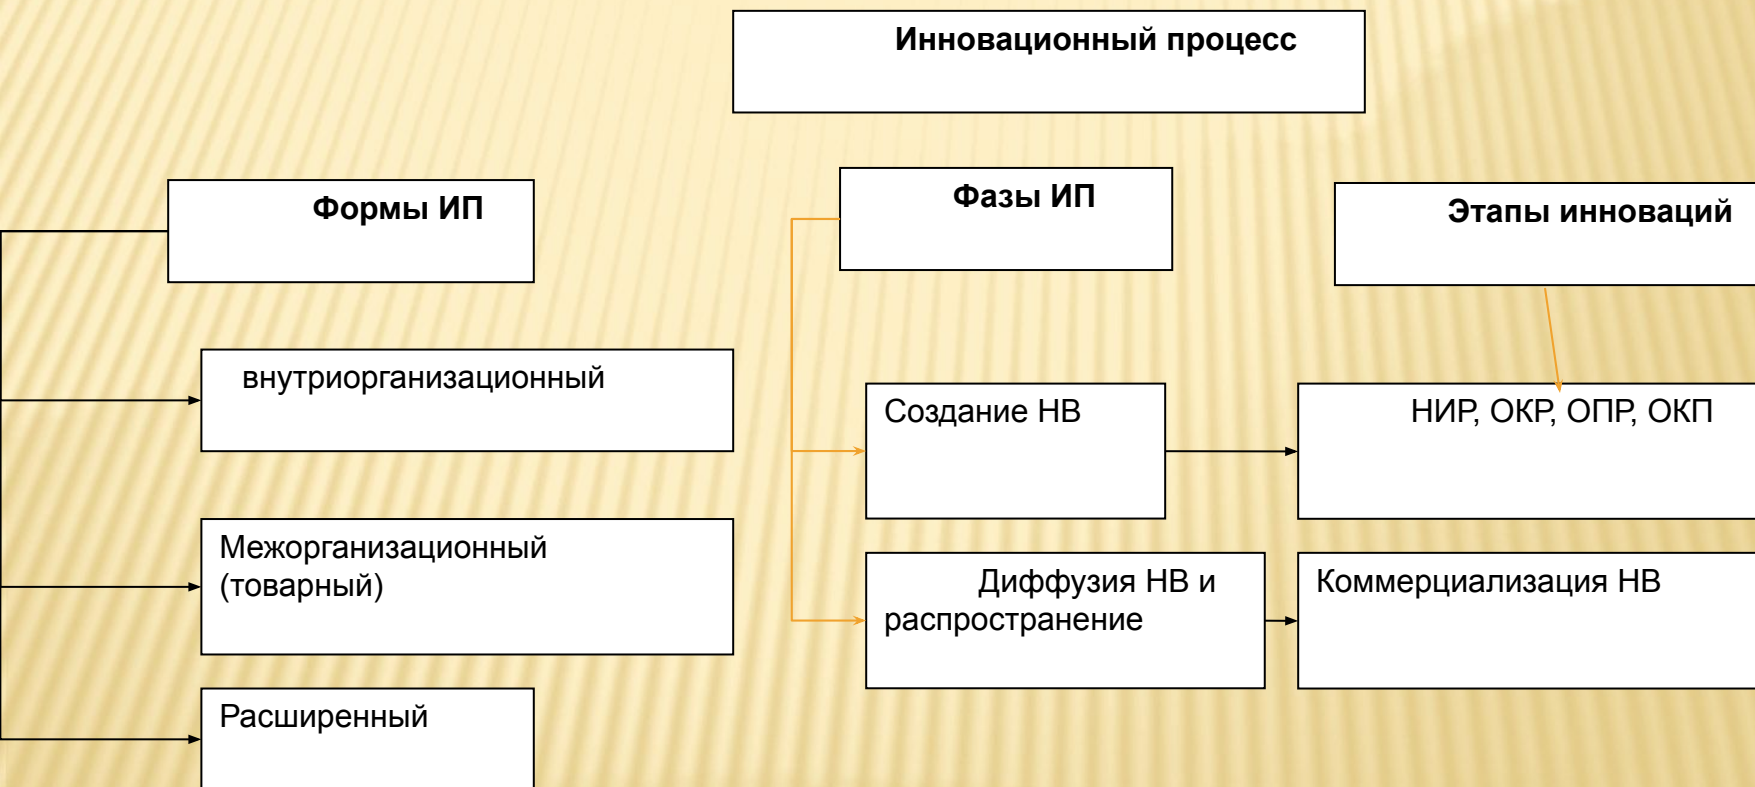 Инновационный процесс
Формы ИП
Фазы ИП
Этапы инноваций
внутриорганизационный
Межорганизационный
(товарный)
Расширенный
Создание НВ
НИР, ОКР, ОПР, ОКП
Диффузия НВ и
распространение
Коммерциализация НВ